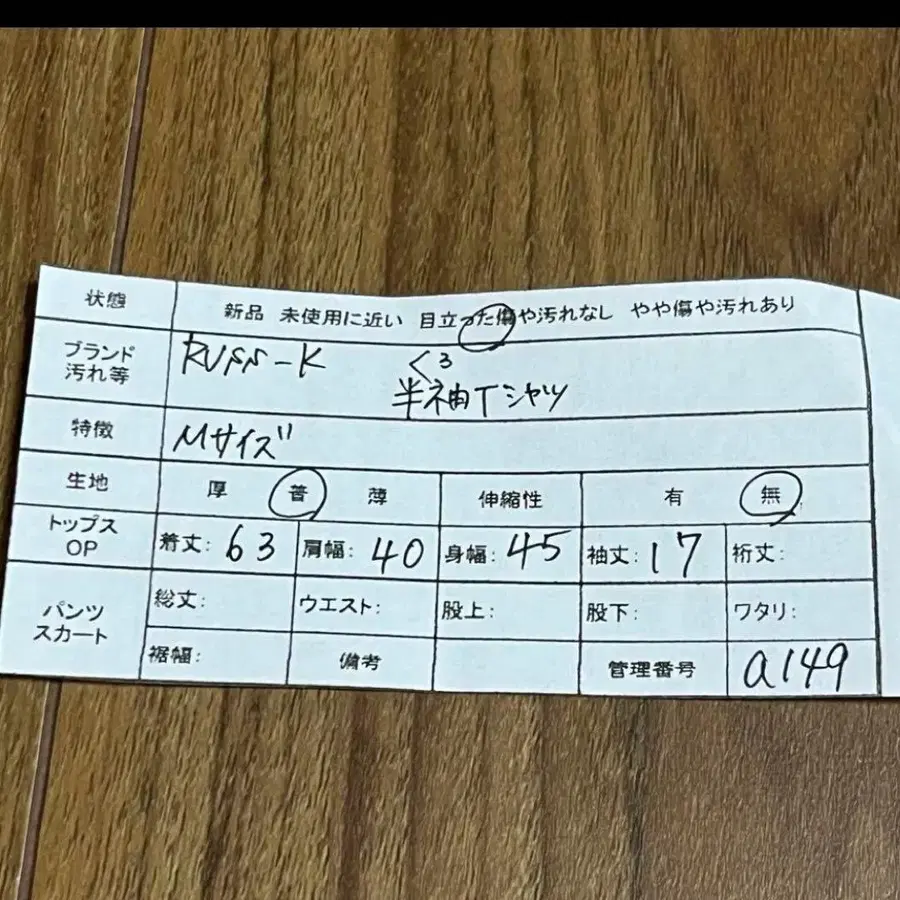 状態 新品 未使用に近い 目立った傷や汚れなし やや傷や汚れあり
ブランド 汚れ等 RUSS-K くろ
半袖Tシャツ
特徴 Mサイズ
生地 厚 普 薄 伸縮性 有 無
トップス OP 着丈: 63 肩幅: 40 身幅: 45 袖丈: 17 裄丈:
パンツ スカート 総丈: ウエスト: 股上: 股下: ワタリ:
裾幅: 備考 管理番号 a149